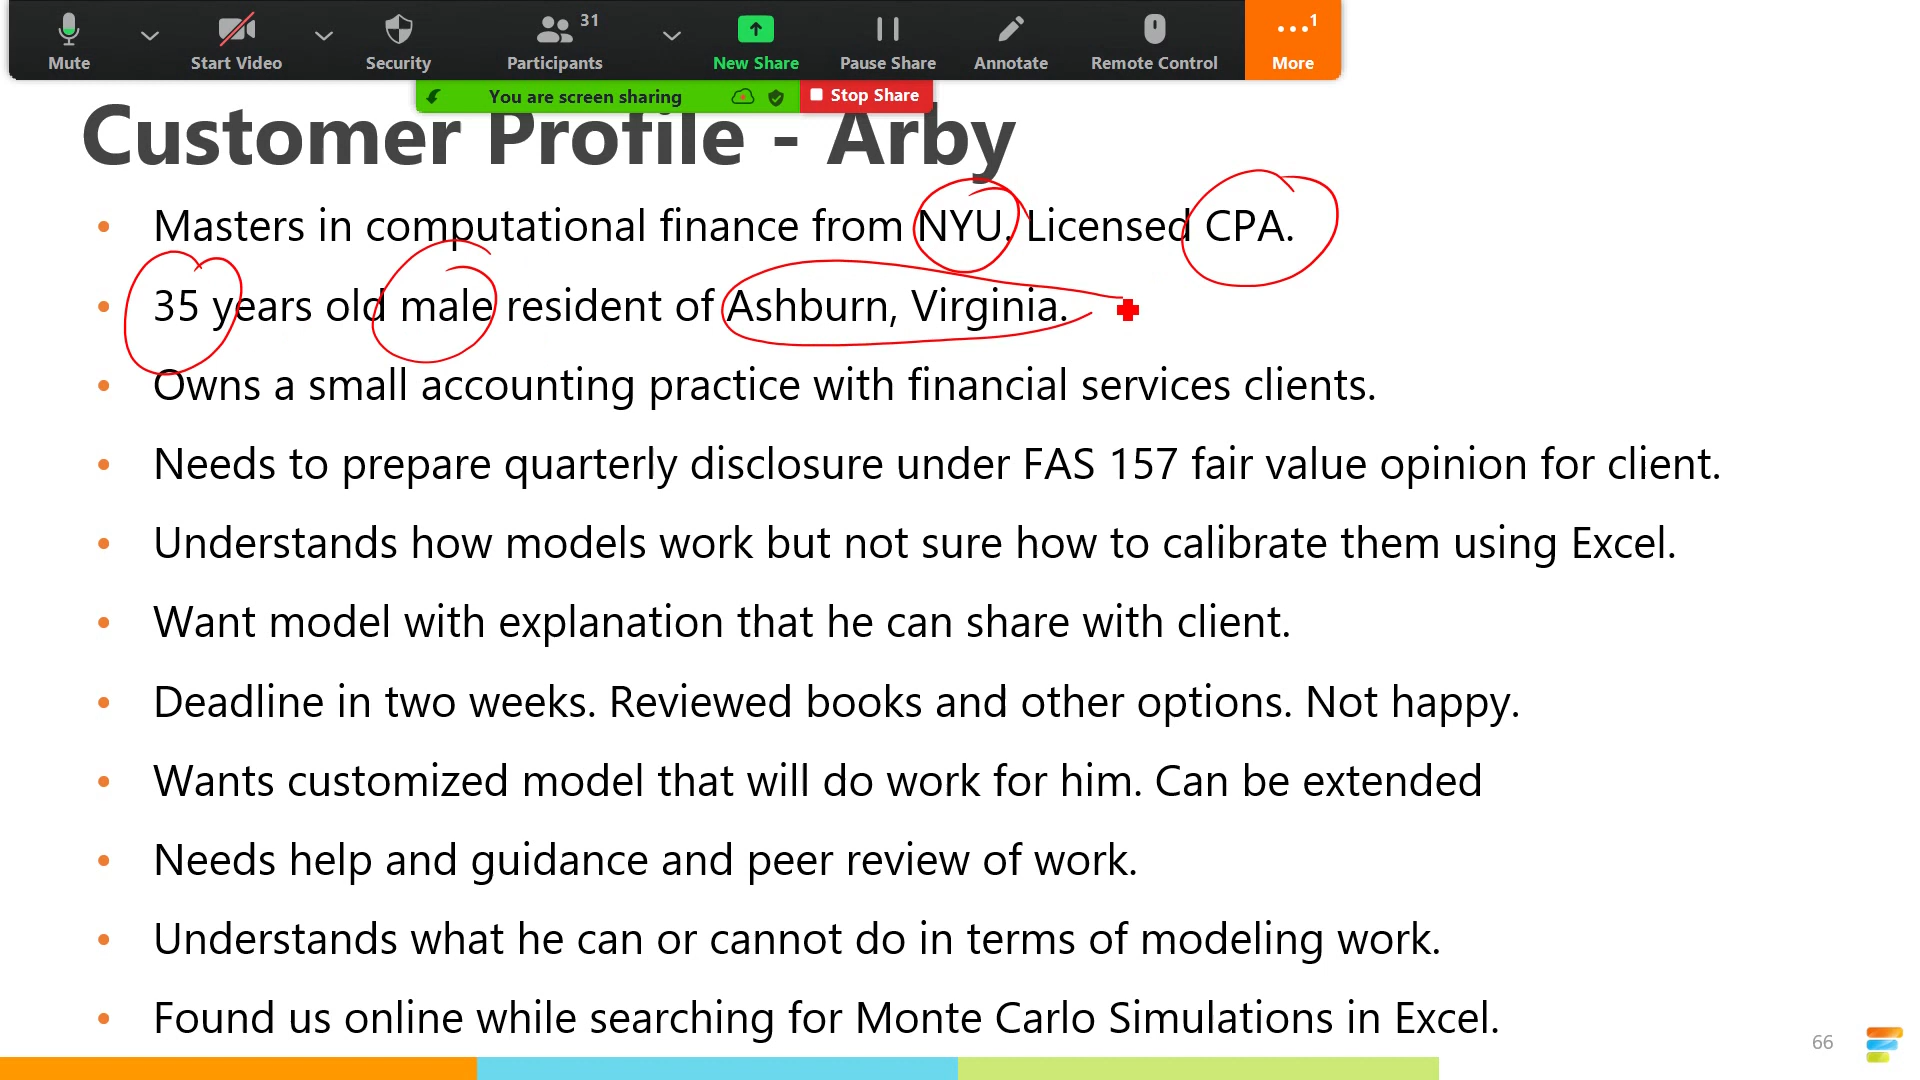 31
1
Mute
Start Video
Security
Participants
New Share
Pause Share
Annotate
Remote Control
More
You are screen sharing
Stop Share
Customer Profile - Arby
• Masters in computational finance from NYU. Licensed CPA.
• 35 years old male resident of Ashburn, Virginia.
• Owns a small accounting practice with financial services clients.
• Needs to prepare quarterly disclosure under FAS 157 fair value opinion for client.
• Understands how models work but not sure how to calibrate them using Excel.
• Want model with explanation that he can share with client.
• Deadline in two weeks. Reviewed books and other options. Not happy.
• Wants customized model that will do work for him. Can be extended
• Needs help and guidance and peer review of work.
• Understands what he can or cannot do in terms of modeling work.
• Found us online while searching for Monte Carlo Simulations in Excel.
66